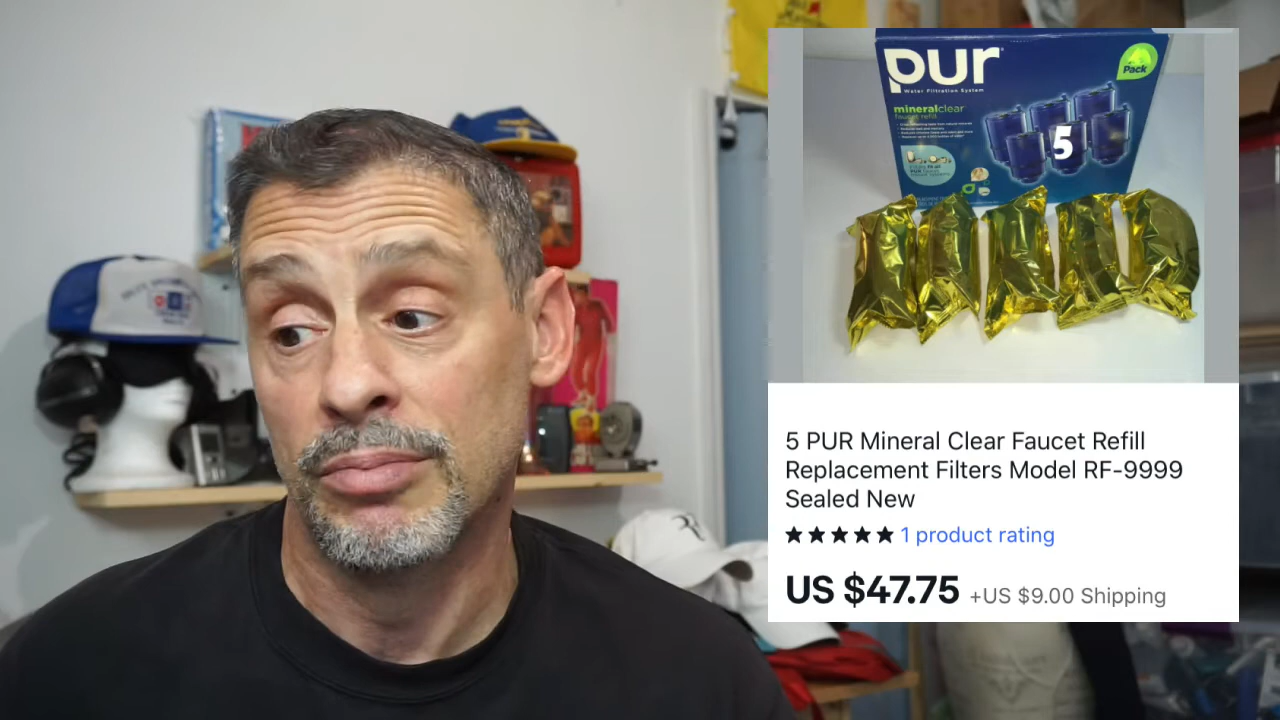 pur
Water Filtration System
Pack
mineralclear
faucet refill
5
5 PUR Mineral Clear Faucet Refill
Replacement Filters Model RF-9999
Sealed New
1 product rating
US $47.75 +US $9.00 Shipping